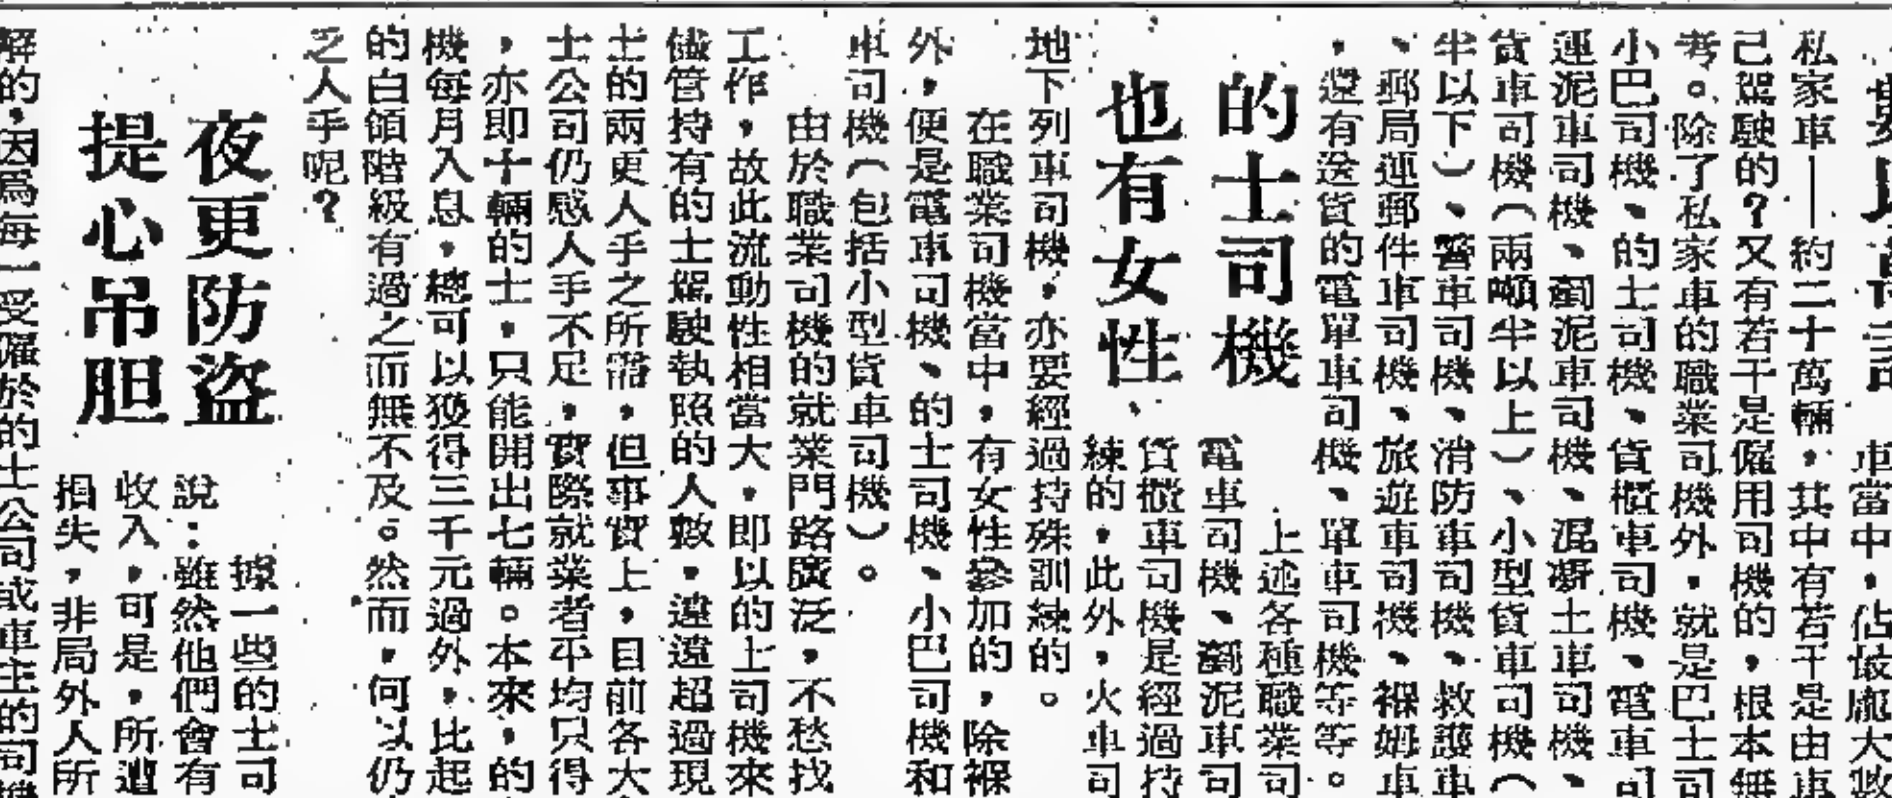 車當中，佔最龐大數
私家車——約二十萬輛，其中有若干是由車
己駕駛的？又有若干是僱用司機的，根本無
考。除了私家車的職業司機外，就是巴士司
小巴司機、的士司機、貨櫃車司機、電車司
運泥車司機、剷泥車司機、混凝土車司機、
貨車司機（兩噸半以上）、小型貨車司機（
半以下）、警車司機、消防車司機、救護車
、郵局運郵件車司機、旅遊車司機、褓姆車
，還有送貨的電單車司機、單車司機等等。
的士司機
也有女性
上述各種職業司
電車司機、剷泥車司
貨櫃車司機是經過特
練的，此外，火車司
地下列車司機，亦要經過特殊訓練的。
在職業司機當中，有女性參加的，除褓
外，便是電車司機、的士司機、小巴司機和
車司機（包括小型貨車司機）。
由於職業司機的就業門路廣泛，不愁找
工作，故此流動性相當大，即以的士司機來
儘管持有的士駕駛執照的人數，遠遠超過現
士的兩更人手之所需，但事實上，目前各大
士公司仍感人手不足，實際就業者平均只得
，亦即十輛的士，只能開出七輛。本來，的
機每月入息，總可以獲得三千元過外，比起
的白領階級有過之而無不及。然而，何以仍
乏人手呢？
夜更防盜
提心吊胆
據一些的士司
說：雖然他們會有
收入，可是，所遭
損失，非局外人所
解的，因為每一受僱於的士公司或車主的司機